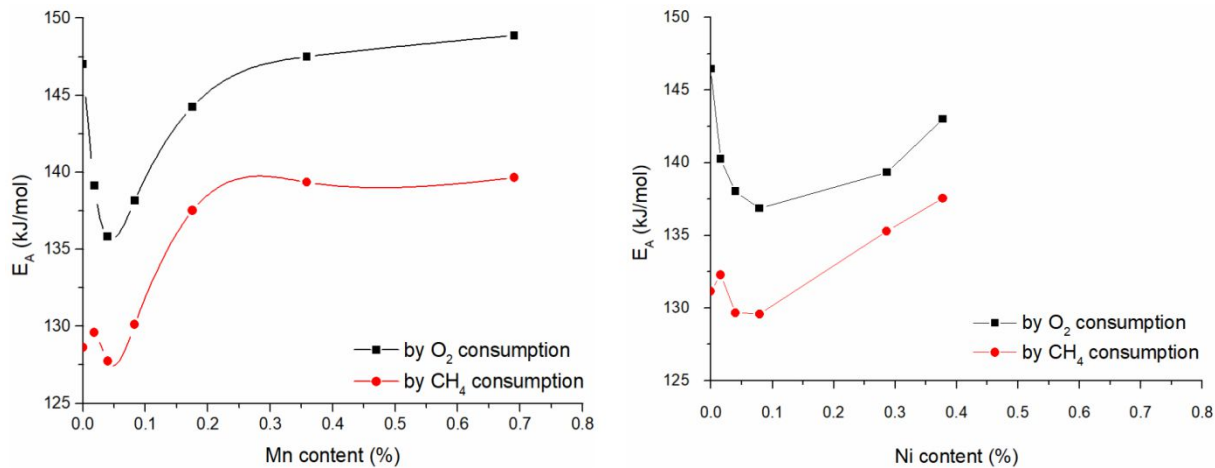 150
145
140
135
130
125
E_A (kJ/mol)
by O₂ consumption
by CH₄ consumption
0.0 0.1 0.2 0.3 0.4 0.5 0.6 0.7 0.8
Mn content (%)
150
145
140
135
130
125
E_A (kJ/mol)
by O₂ consumption
by CH₄ consumption
0.0 0.1 0.2 0.3 0.4 0.5 0.6 0.7 0.8
Ni content (%)